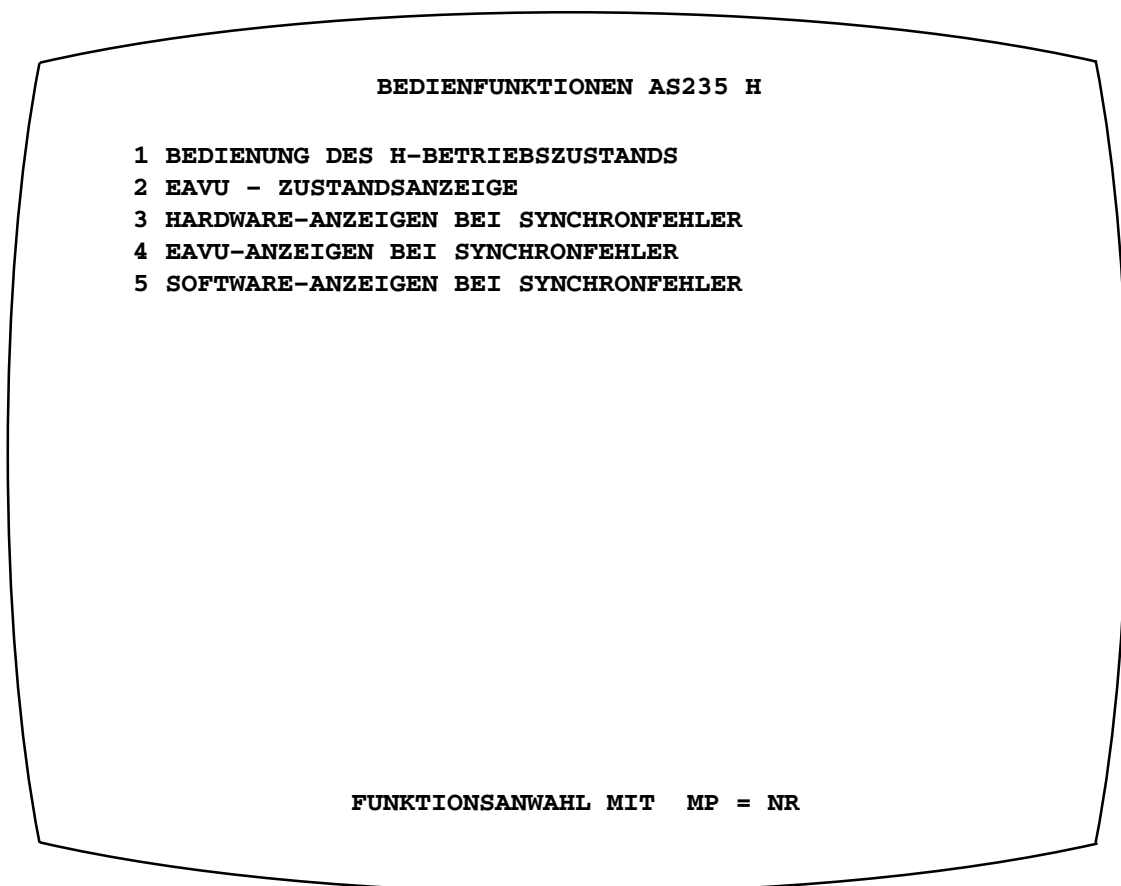 BEDIENFUNKTIONEN AS235 H
1 BEDIENUNG DES H-BETRIEBSZUSTANDS
2 EAVU - ZUSTANDSANZEIGE
3 HARDWARE-ANZEIGEN BEI SYNCHRONFEHLER
4 EAVU-ANZEIGEN BEI SYNCHRONFEHLER
5 SOFTWARE-ANZEIGEN BEI SYNCHRONFEHLER
FUNKTIONSANWAHL MIT MP = NR